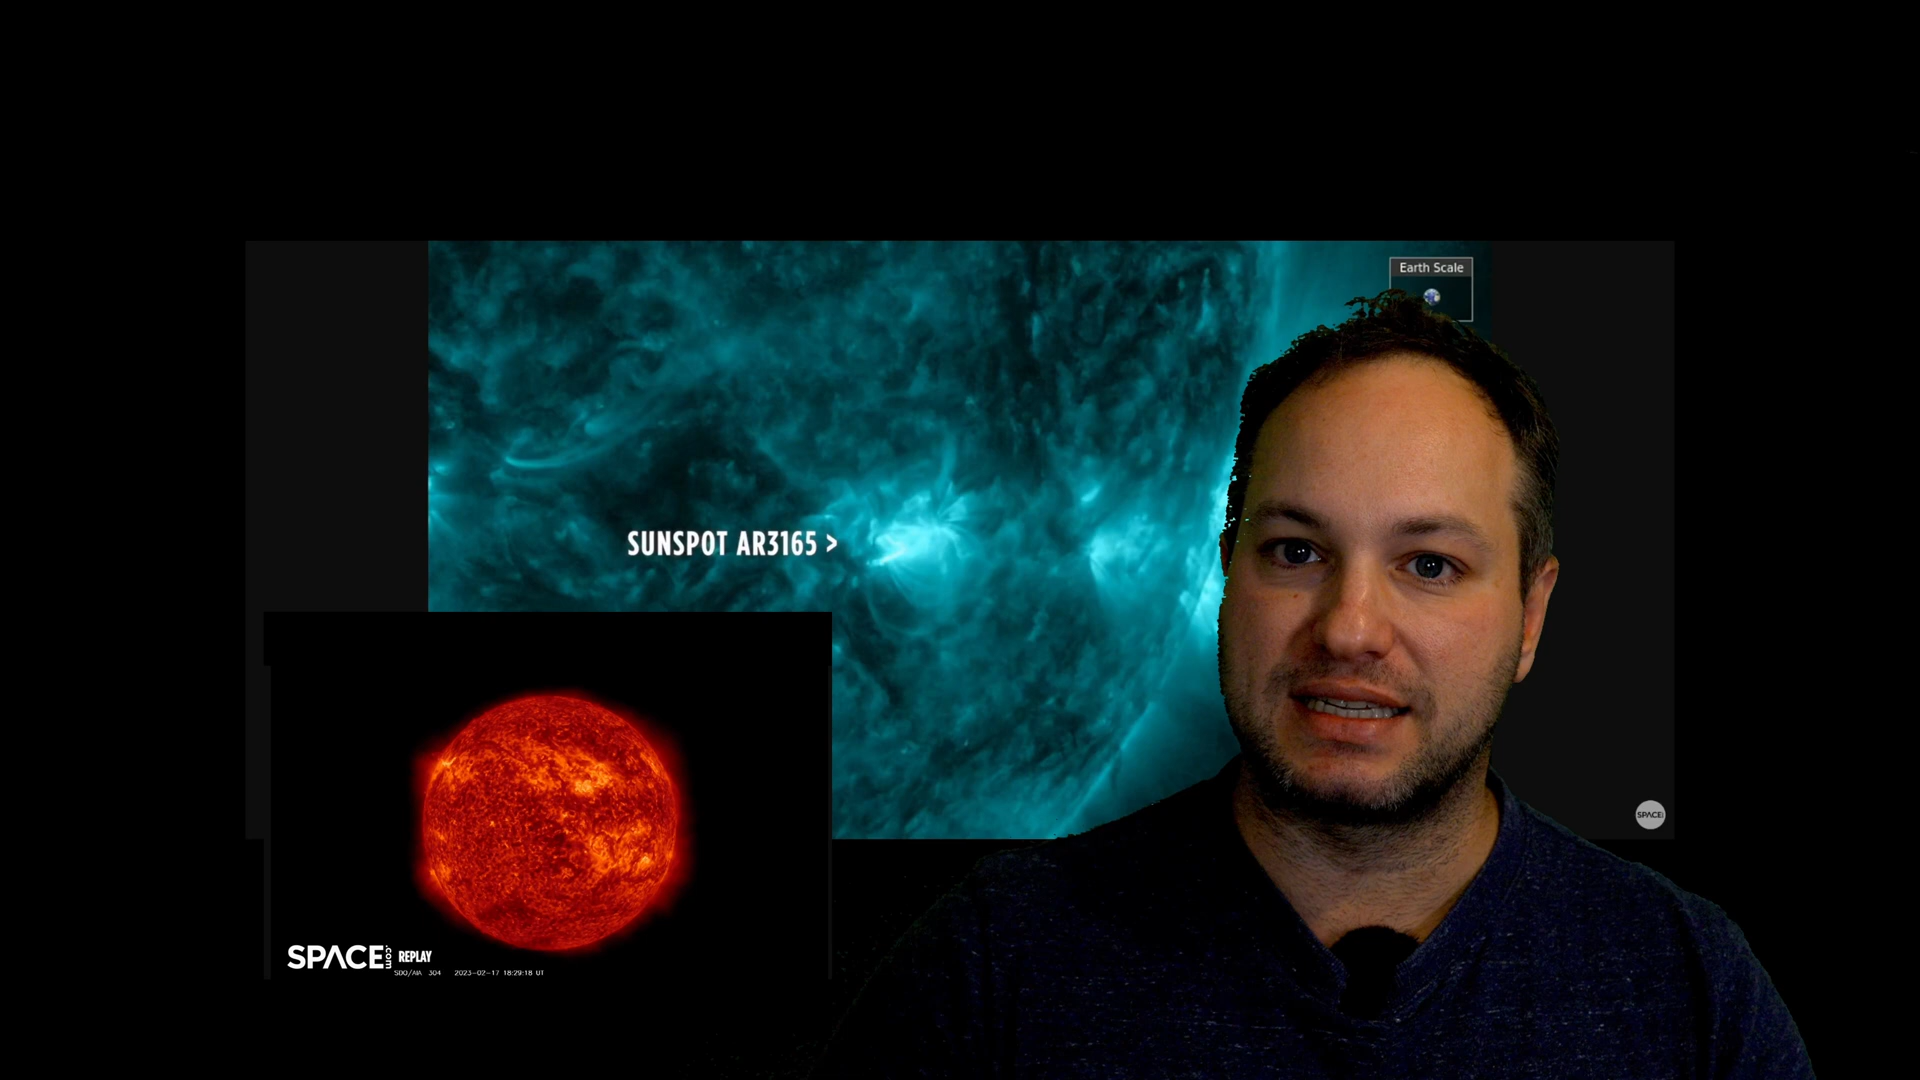 Earth Scale
SUNSPOT AR3165 >
SPACE
SPACE.com REPLAY
SDO/AIA 304 2023-02-17 18:29:18 UT